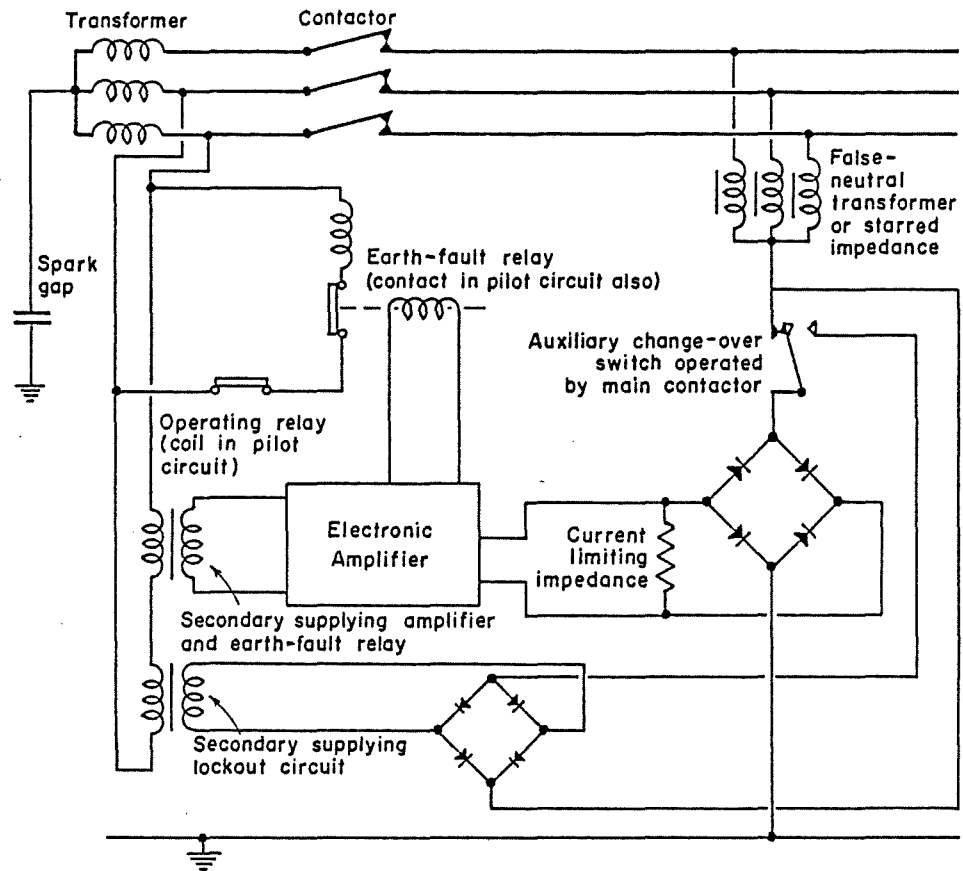 Transformer
Contactor
False-
neutral
transformer
or starred
impedance
Spark
gap
Earth-fault relay
(contact in pilot circuit also)
Auxiliary change-over
switch operated
by main contactor
Operating relay
(coil in pilot
circuit)
Electronic
Amplifier
Current
limiting
impedance
Secondary supplying amplifier
and earth-fault relay
Secondary supplying
lockout circuit